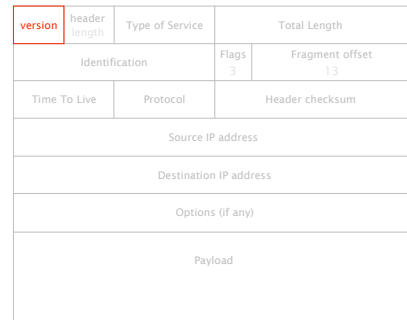 version header length Type of Service Total Length
Identification Flags 3 Fragment offset 13
Time To Live Protocol Header checksum
Source IP address
Destination IP address
Options (if any)
Payload